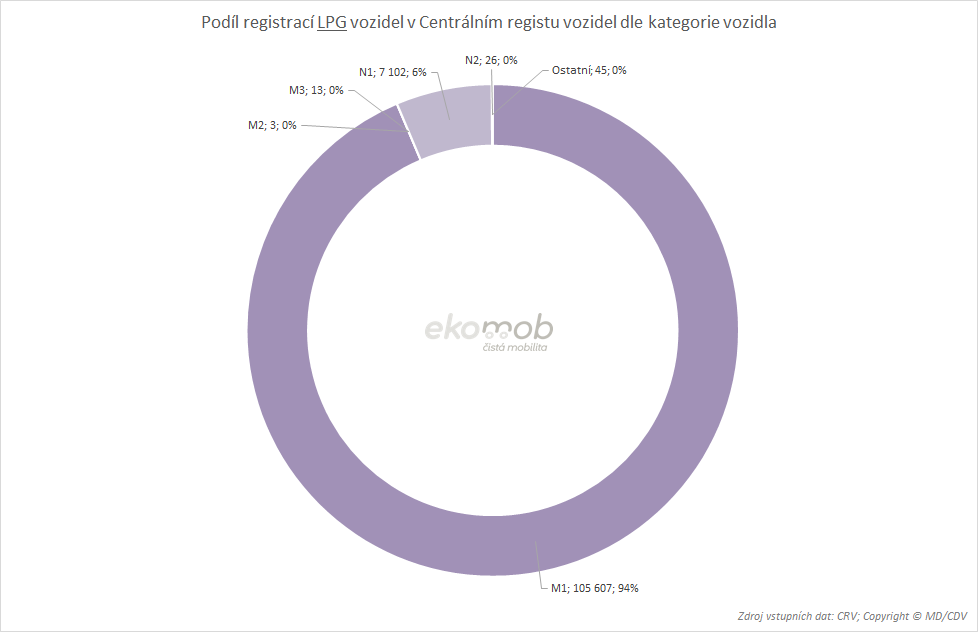 Podíl registrací LPG vozidel v Centrálním registu vozidel dle kategorie vozidla
N2; 26; 0%
Ostatní; 45; 0%
N1; 7 102; 6%
M3; 13; 0%
M2; 3; 0%
ekomob
čistá mobilita
M1; 105 607; 94%
Zdroj vstupních dat: CRV; Copyright © MD/CDV